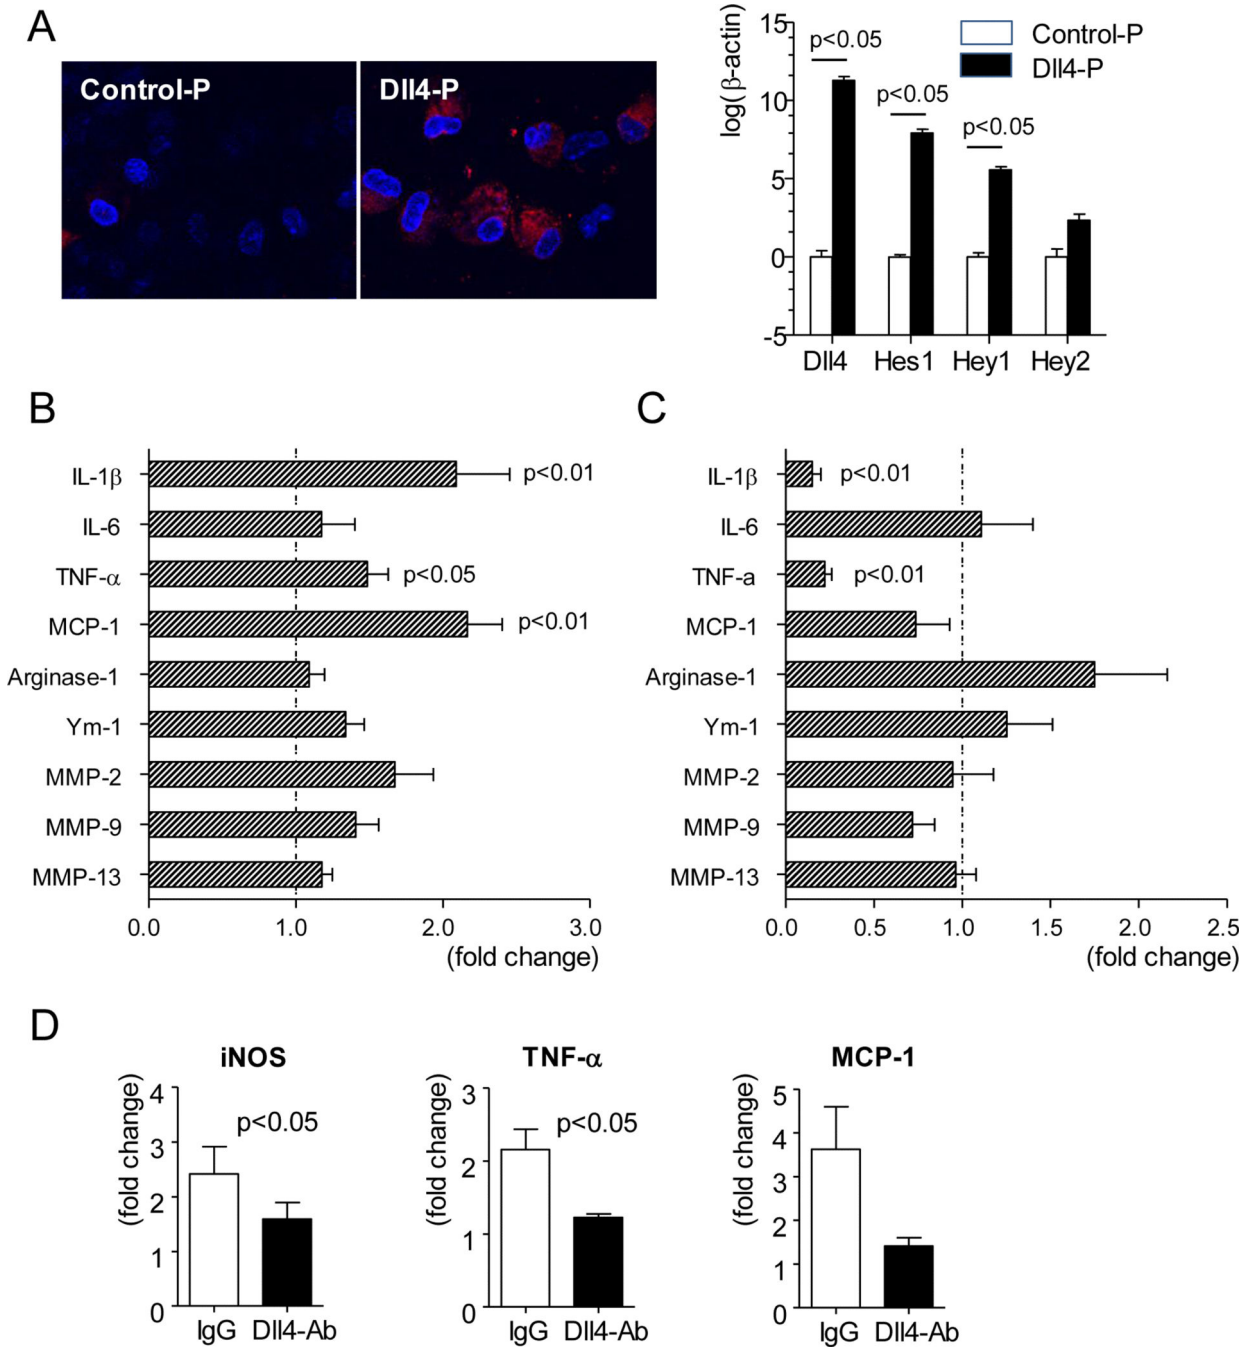 A
Control-P
Dll4-P
log(β-actin)
15
10
5
0
-5
p<0.05
p<0.05
p<0.05
Control-P
Dll4-P
Dll4 Hes1 Hey1 Hey2
B
IL-1β
IL-6
TNF-α
MCP-1
Arginase-1
Ym-1
MMP-2
MMP-9
MMP-13
p<0.01
p<0.05
p<0.01
0.0 1.0 2.0 3.0
(fold change)
C
IL-1β
IL-6
TNF-a
MCP-1
Arginase-1
Ym-1
MMP-2
MMP-9
MMP-13
p<0.01
p<0.01
0.0 0.5 1.0 1.5 2.0 2.5
(fold change)
D
iNOS
(fold change)
4
3
2
1
0
p<0.05
IgG Dll4-Ab
TNF-α
(fold change)
3
2
1
0
p<0.05
IgG Dll4-Ab
MCP-1
(fold change)
5
4
3
2
1
0
IgG Dll4-Ab